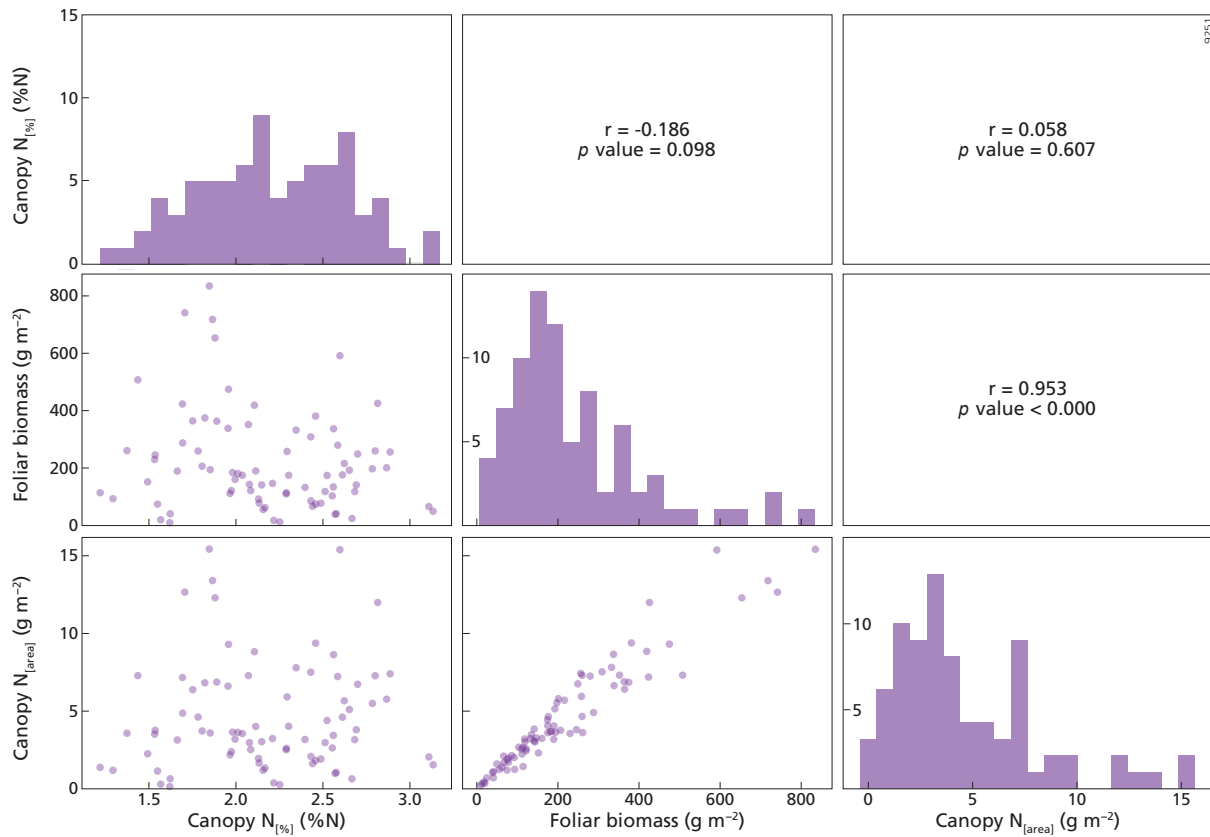 9251
15
10
5
0
Canopy N[%] (%N)
r = -0.186
p value = 0.098
r = 0.058
p value = 0.607
800
600
400
200
0
Foliar biomass (g m−2)
10
5
r = 0.953
p value < 0.000
15
10
5
0
Canopy N[area] (g m−2)
10
5
1.5 2.0 2.5 3.0
0 200 400 600 800
0 5 10 15
Canopy N[%] (%N)
Foliar biomass (g m−2)
Canopy N[area] (g m−2)